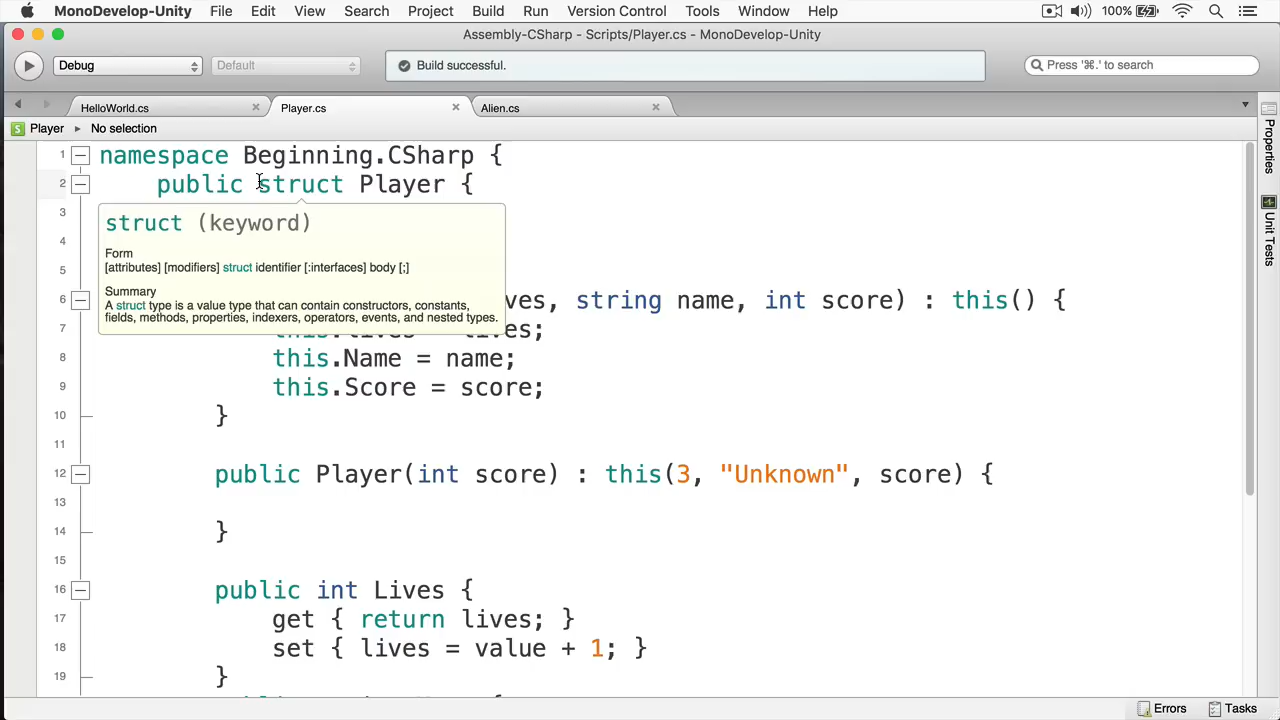 MonoDevelop-Unity File Edit View Search Project Build Run Version Control Tools Window Help 100%
Assembly-CSharp - Scripts/Player.cs - MonoDevelop-Unity
Debug Default Build successful. Press '⌘.' to search
HelloWorld.cs Player.cs Alien.cs
S Player No selection
1 namespace Beginning.CSharp {
2 public struct Player {
3
struct (keyword)
4
Form
5 [attributes] [modifiers] struct identifier [:interfaces] body [;]
Summary
6 ves, string name, int score) : this() {
A struct type is a value type that can contain constructors, constants,
fields, methods, properties, indexers, operators, events, and nested types.
7 this.lives = lives;
8 this.Name = name;
9 this.Score = score;
10 }
11
12 public Player(int score) : this(3, "Unknown", score) {
13
14 }
15
16 public int Lives {
17 get { return lives; }
18 set { lives = value + 1; }
19 }
Properties
Unit Tests
Errors Tasks